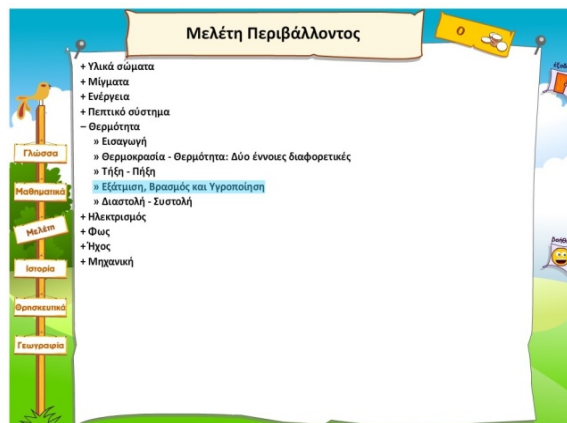 Μελέτη Περιβάλλοντος
0
+ Υλικά σώματα
+ Μίγματα
+ Ενέργεια
+ Πεπτικό σύστημα
– Θερμότητα
» Εισαγωγή
» Θερμοκρασία - Θερμότητα: Δύο έννοιες διαφορετικές
» Τήξη - Πήξη
» Εξάτμιση, Βρασμός και Υγροποίηση
» Διαστολή - Συστολή
+ Ηλεκτρισμός
+ Φως
+ Ήχος
+ Μηχανική
Γλώσσα
Μαθηματικά
Μελέτη
Ιστορία
Θρησκευτικά
Γεωγραφία